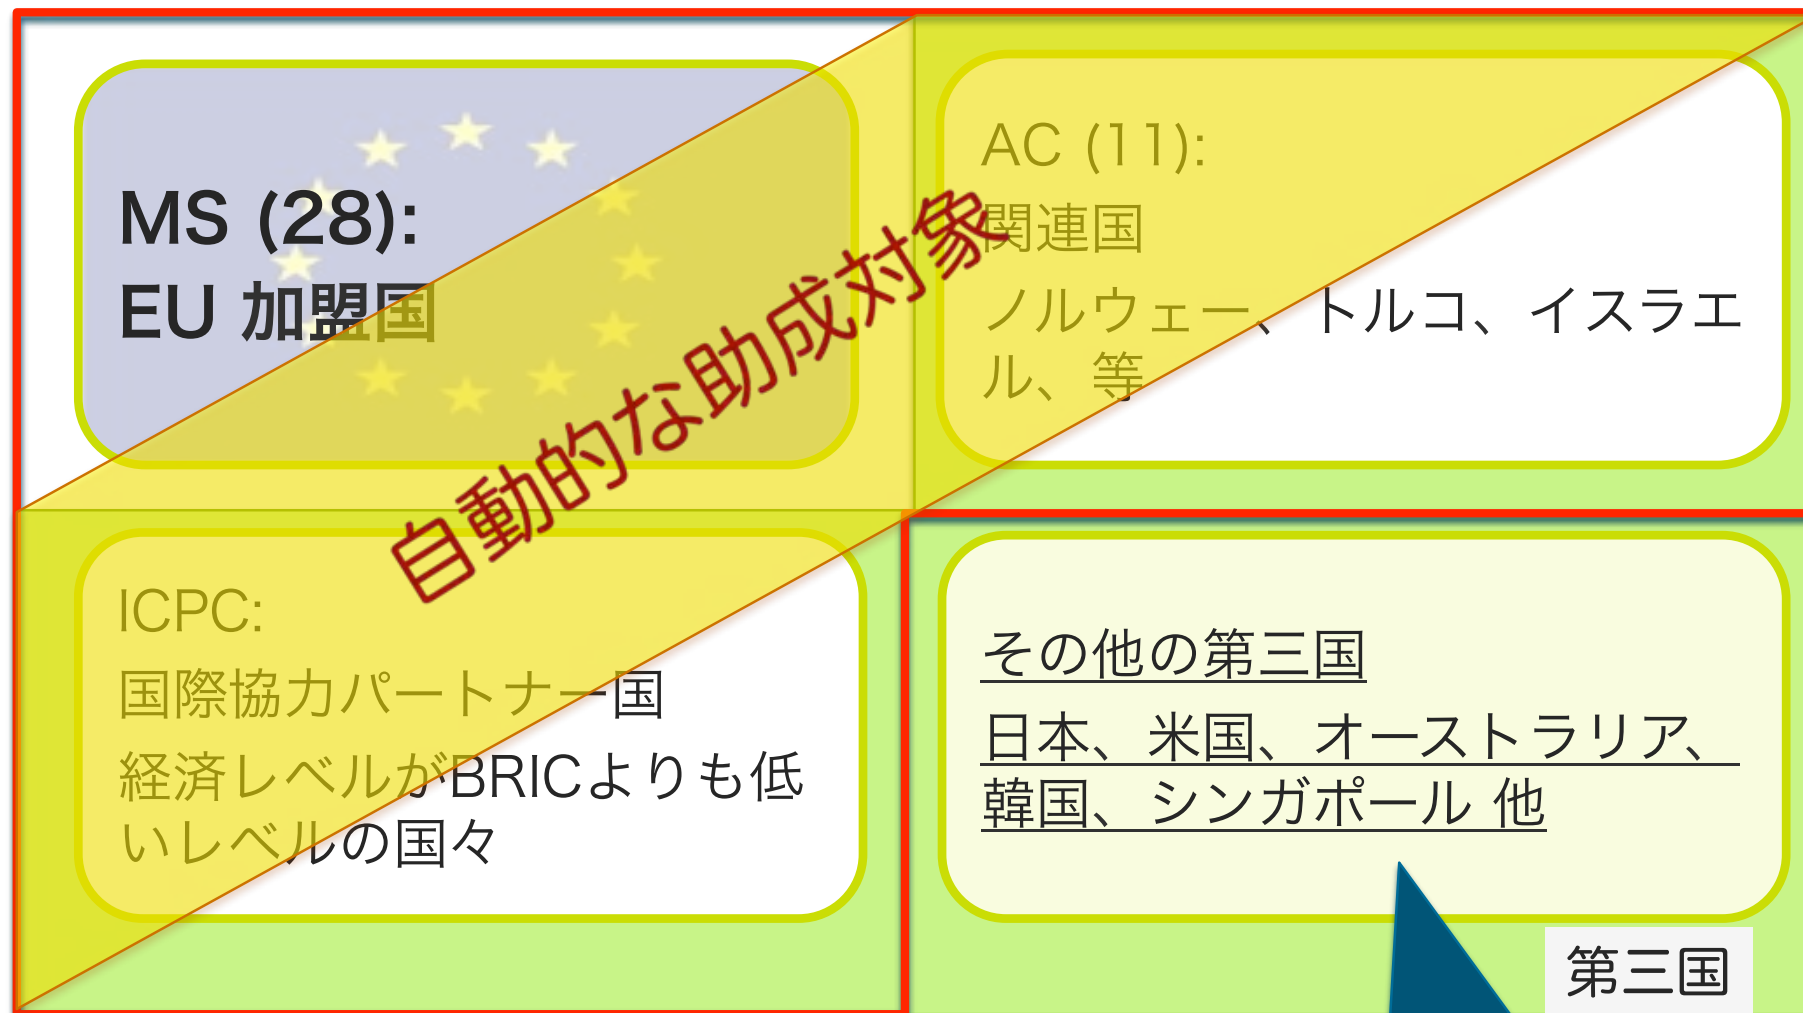 MS (28):
EU 加盟国
AC (11):
関連国
ノルウェー、トルコ、イスラエ
ル、等
自動的な助成対象
ICPC:
国際協力パートナー国
経済レベルがBRICよりも低
いレベルの国々
その他の第三国
日本、米国、オーストラリア、
韓国、シンガポール 他
第三国